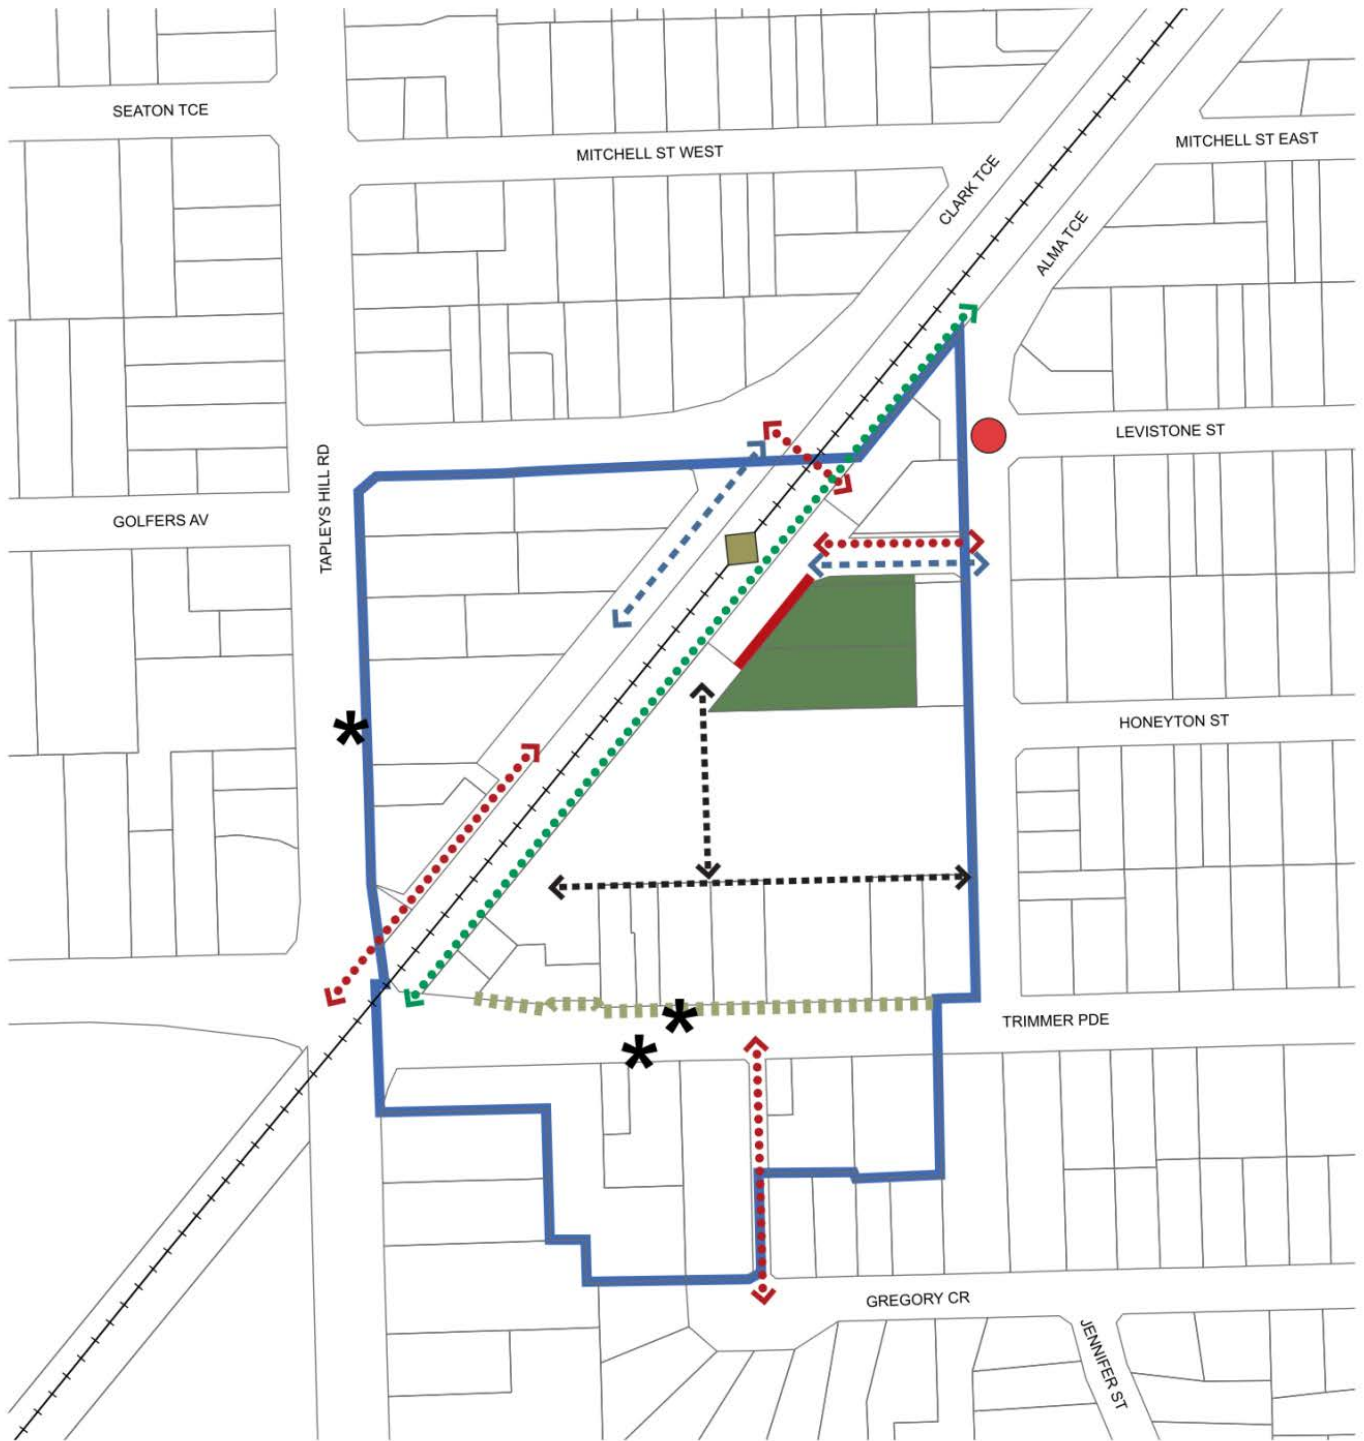 SEATON TCE
MITCHELL ST WEST
MITCHELL ST EAST
CLARK TCE
ALMA TCE
LEVISTONE ST
TAPLEYS HILL RD
GOLFERS AV
HONEYTON ST
TRIMMER PDE
GREGORY CR
JENNIFER ST